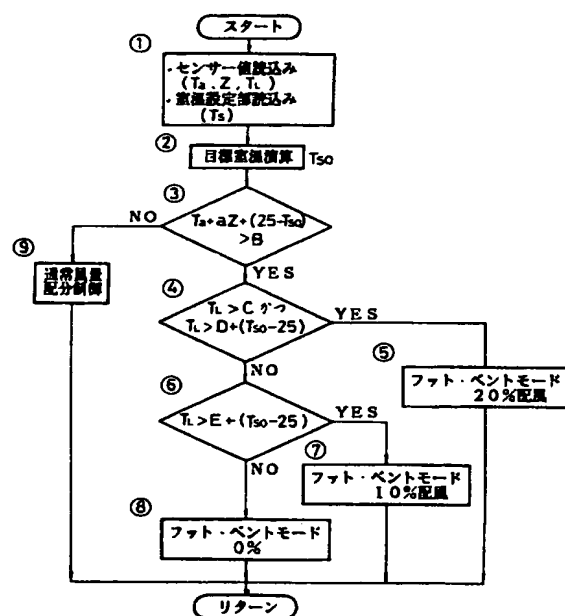 スタート
①
・センサー値読込み
(Ta、Z、TL)
・室温設定部読込み
(Ts)
②
目標室温演算 Tso
③
Ta+aZ+(25-Tso)
>B
NO
YES
⑨
通常風量
配分制御
④
TL>Cかつ
TL>D+(Tso-25)
YES
NO
⑤
フット・ベントモード
20%配風
⑥
TL>E+(Tso-25)
YES
NO
⑦
フット・ベントモード
10%配風
⑧
フット・ベントモード
0%
リターン